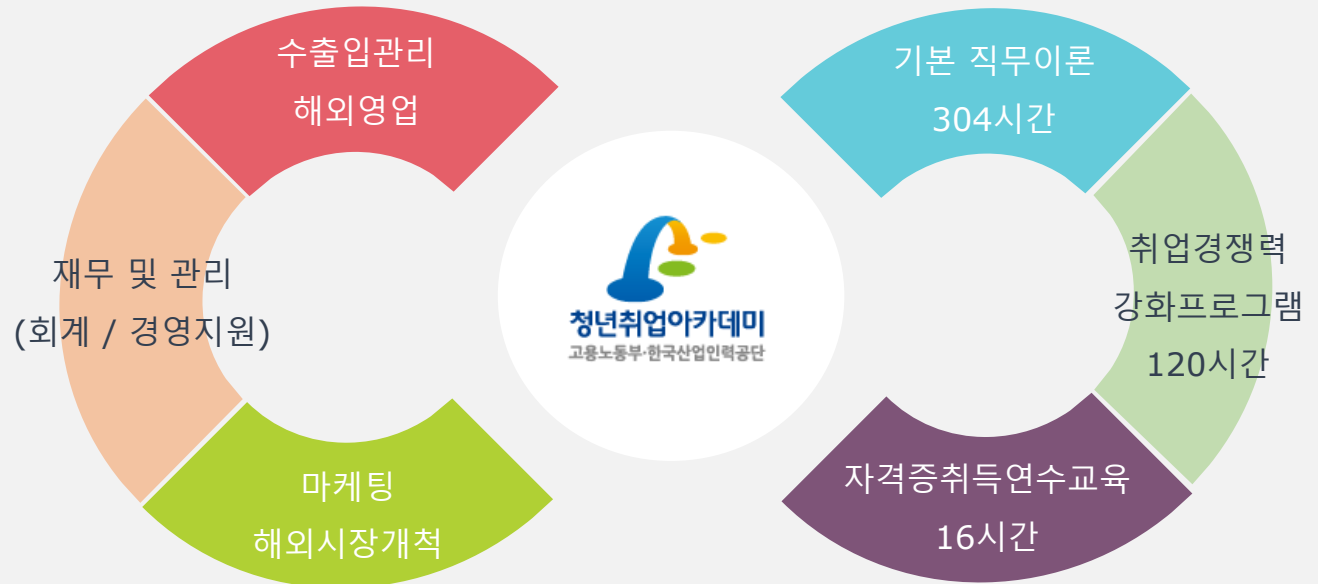 수출입관리
해외영업
재무 및 관리
(회계 / 경영지원)
마케팅
해외시장개척
청년취업아카데미
고용노동부·한국산업인력공단
기본 직무이론
304시간
취업경쟁력
강화프로그램
120시간
자격증취득연수교육
16시간